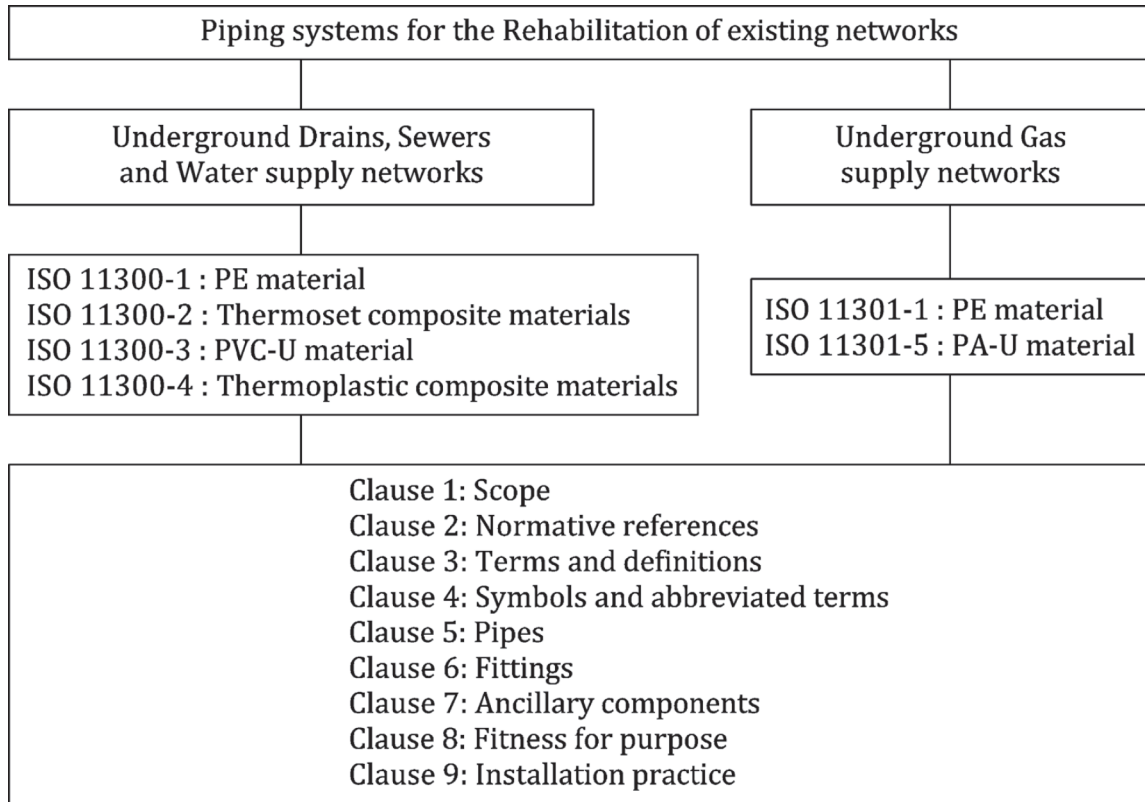 Piping systems for the Rehabilitation of existing networks
Underground Drains, Sewers
and Water supply networks
Underground Gas
supply networks
ISO 11300-1 : PE material
ISO 11300-2 : Thermoset composite materials
ISO 11300-3 : PVC-U material
ISO 11300-4 : Thermoplastic composite materials
ISO 11301-1 : PE material
ISO 11301-5 : PA-U material
Clause 1: Scope
Clause 2: Normative references
Clause 3: Terms and definitions
Clause 4: Symbols and abbreviated terms
Clause 5: Pipes
Clause 6: Fittings
Clause 7: Ancillary components
Clause 8: Fitness for purpose
Clause 9: Installation practice